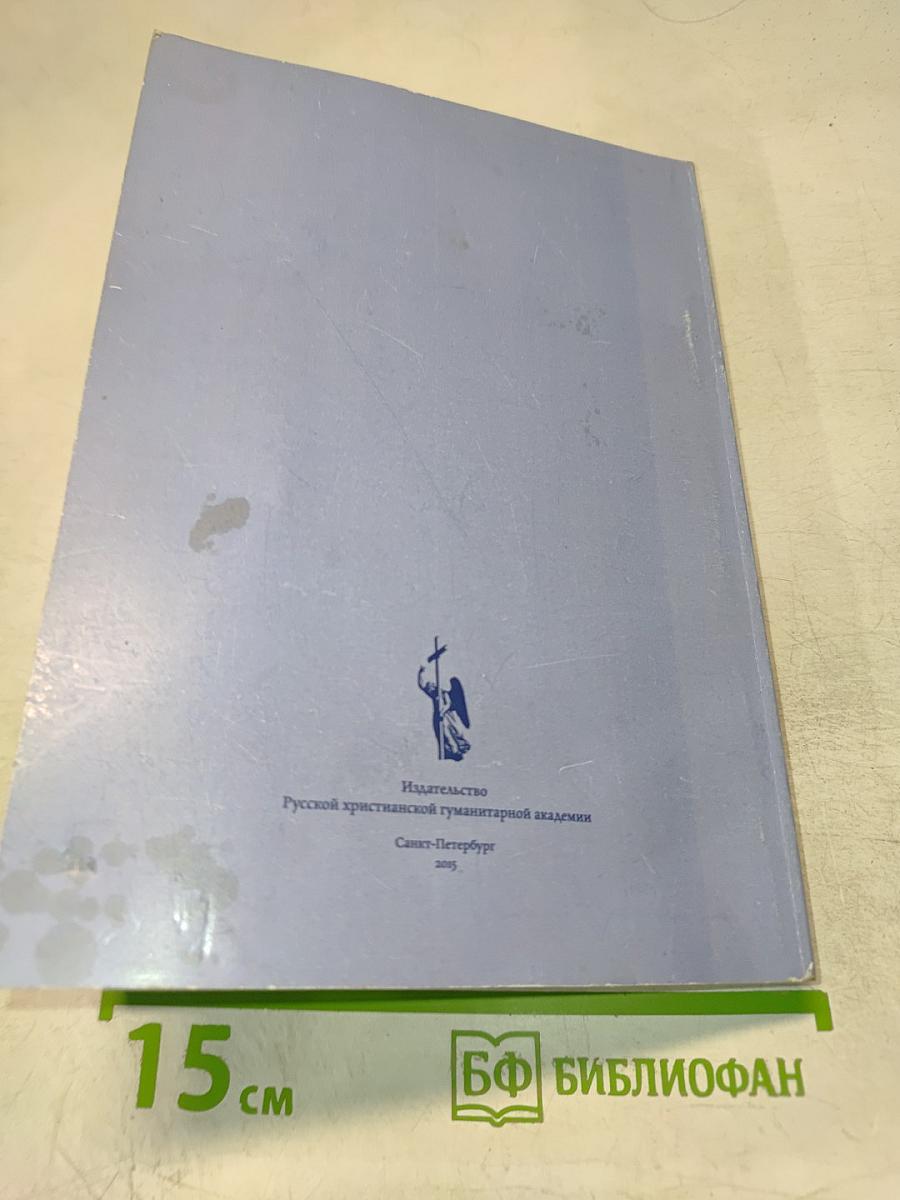 Издательство
Русской христианской гуманитарной академии
Санкт-Петербург
2015
15 см
БФ БИБЛИОФАН